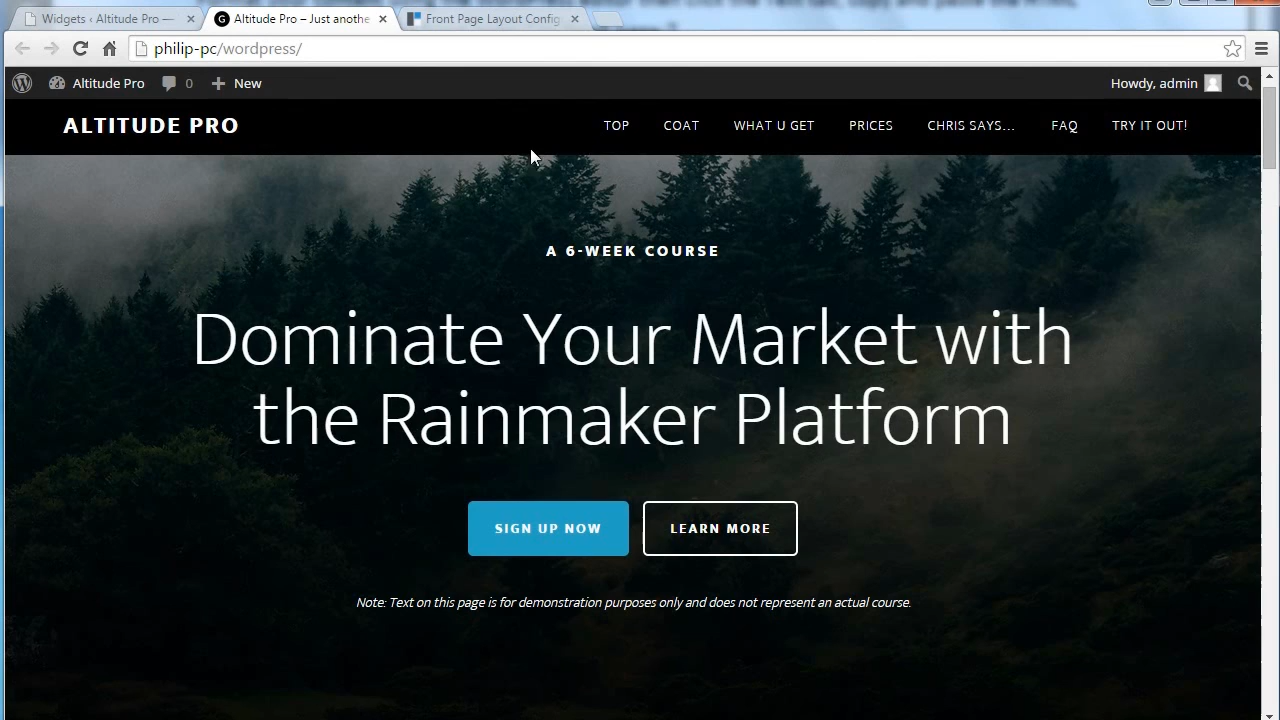 Widgets ‹ Altitude Pro —
Altitude Pro – Just anothe
Front Page Layout Config
philip-pc/wordpress/
Altitude Pro
0
New
Howdy, admin
ALTITUDE PRO
TOP
COAT
WHAT U GET
PRICES
CHRIS SAYS...
FAQ
TRY IT OUT!
A 6-WEEK COURSE
Dominate Your Market with
the Rainmaker Platform
SIGN UP NOW
LEARN MORE
Note: Text on this page is for demonstration purposes only and does not represent an actual course.